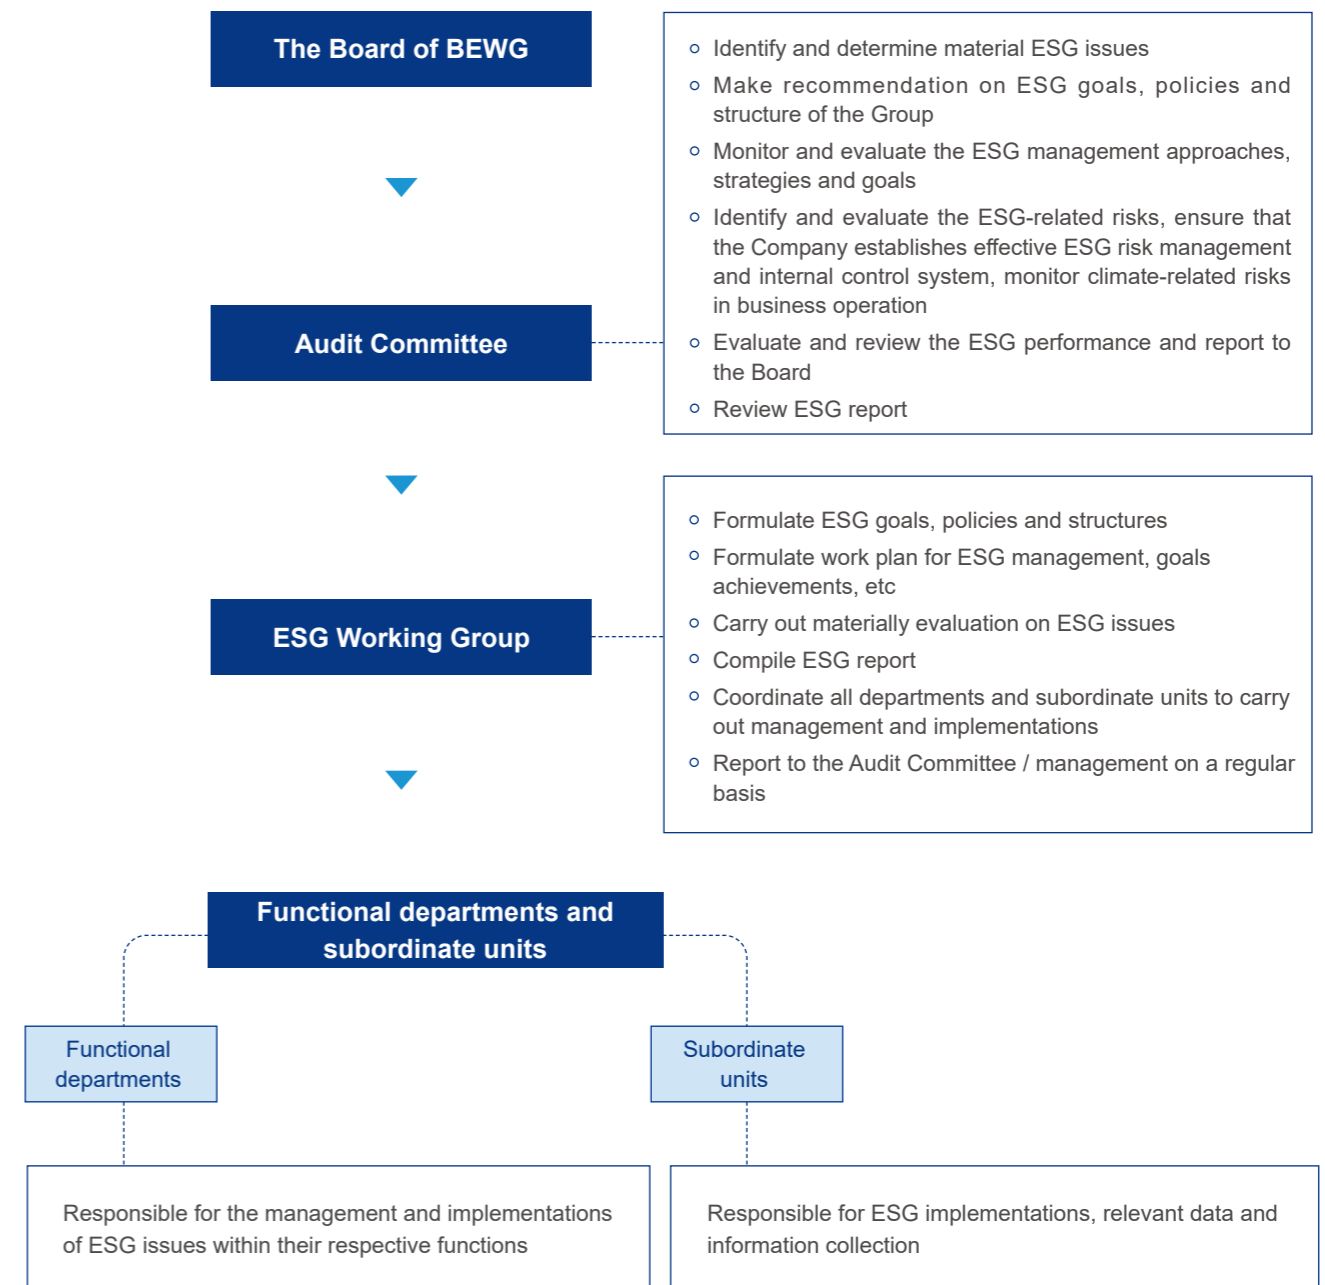 The Board of BEWG
Identify and determine material ESG issues
Make recommendation on ESG goals, policies and
structure of the Group
Monitor and evaluate the ESG management approaches,
strategies and goals
Identify and evaluate the ESG-related risks, ensure that
the Company establishes effective ESG risk management
and internal control system, monitor climate-related risks
in business operation
Evaluate and review the ESG performance and report to
the Board
Review ESG report
Audit Committee
Formulate ESG goals, policies and structures
Formulate work plan for ESG management, goals
achievements, etc
Carry out materially evaluation on ESG issues
Compile ESG report
Coordinate all departments and subordinate units to carry
out management and implementations
Report to the Audit Committee / management on a regular
basis
ESG Working Group
Functional departments and
subordinate units
Functional
departments
Subordinate
units
Responsible for the management and implementations
of ESG issues within their respective functions
Responsible for ESG implementations, relevant data and
information collection